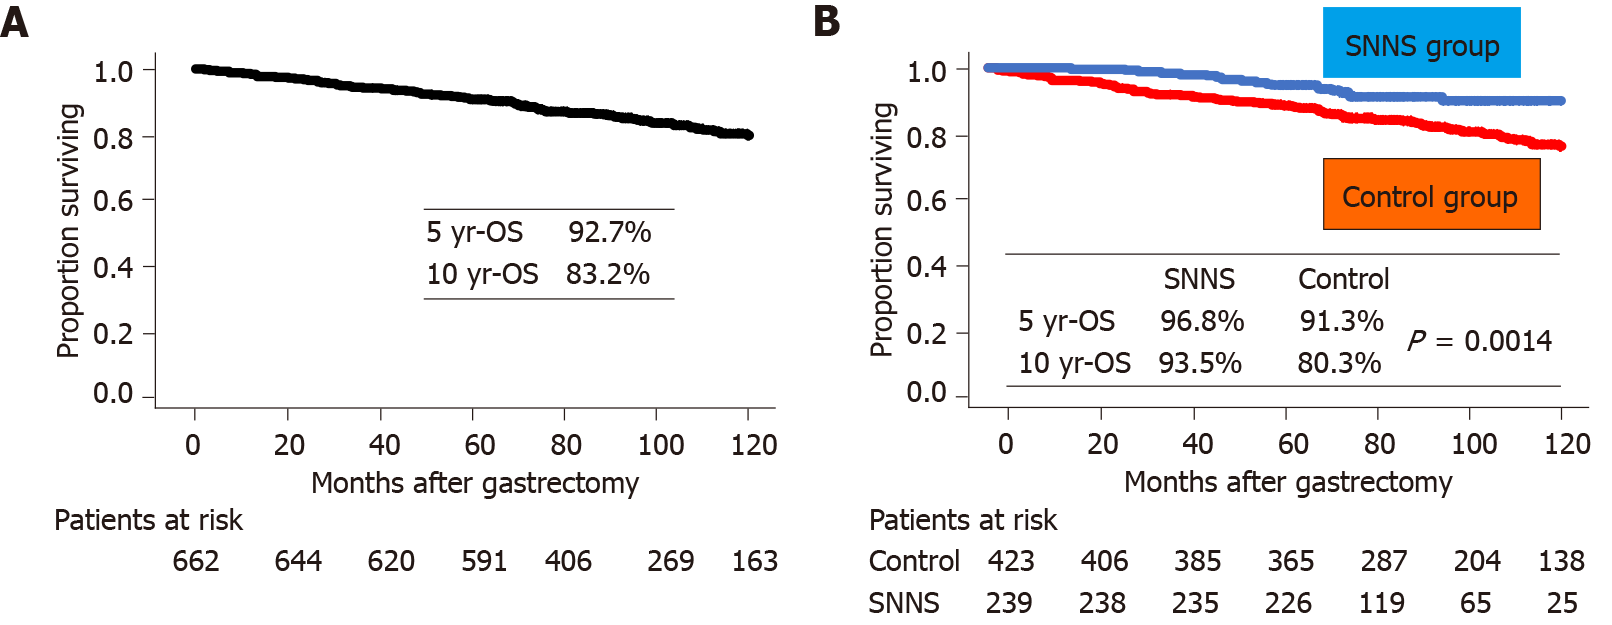 A
Proportion surviving
1.0
0.8
0.6
0.4
0.2
0.0
5 yr-OS 92.7%
10 yr-OS 83.2%
0 20 40 60 80 100 120
Months after gastrectomy
Patients at risk
662 644 620 591 406 269 163
B
Proportion surviving
1.0
0.8
0.6
0.4
0.2
0.0
SNNS group
Control group
SNNS Control
5 yr-OS 96.8% 91.3%
10 yr-OS 93.5% 80.3%
P = 0.0014
0 20 40 60 80 100 120
Months after gastrectomy
Patients at risk
Control 423 406 385 365 287 204 138
SNNS 239 238 235 226 119 65 25